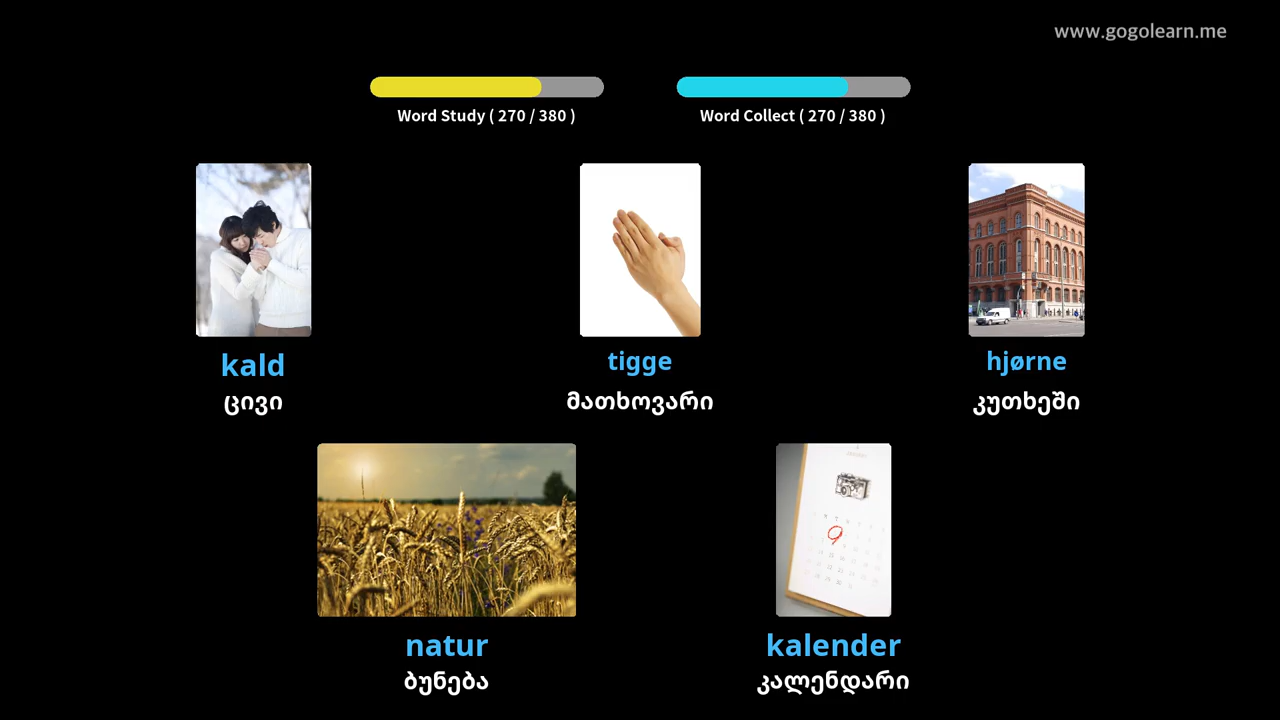 www.gogolearn.me
Word Study ( 270 / 380 )
Word Collect ( 270 / 380 )
kald
ცივი
tigge
მათხოვარი
hjørne
კუთხეში
natur
ბუნება
kalender
კალენდარი